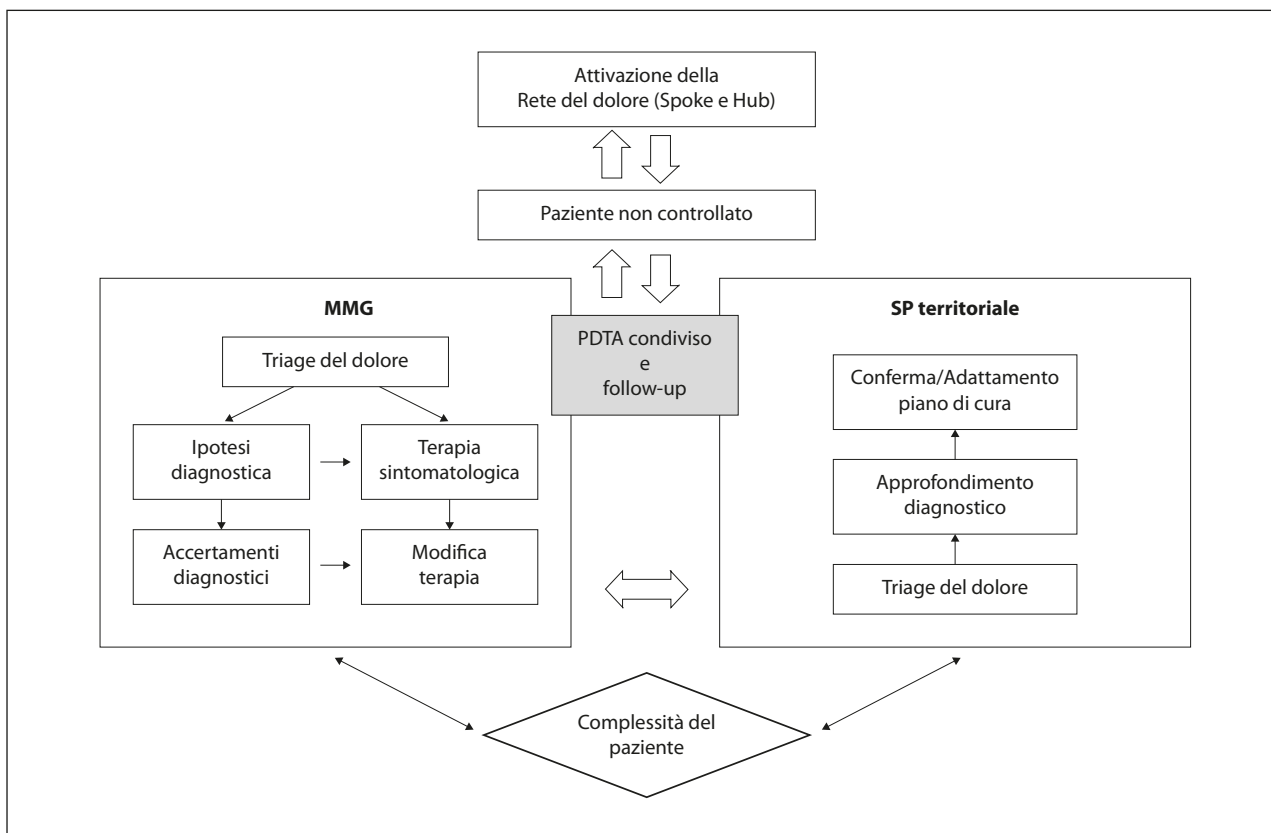 Attivazione della
Rete del dolore (Spoke e Hub)
Paziente non controllato
MMG
Triage del dolore
Ipotesi
diagnostica
Terapia
sintomatologica
Accertamenti
diagnostici
Modifica
terapia
PDTA condiviso
e
follow-up
SP territoriale
Conferma/Adattamento
piano di cura
Approfondimento
diagnostico
Triage del dolore
Complessità del
paziente